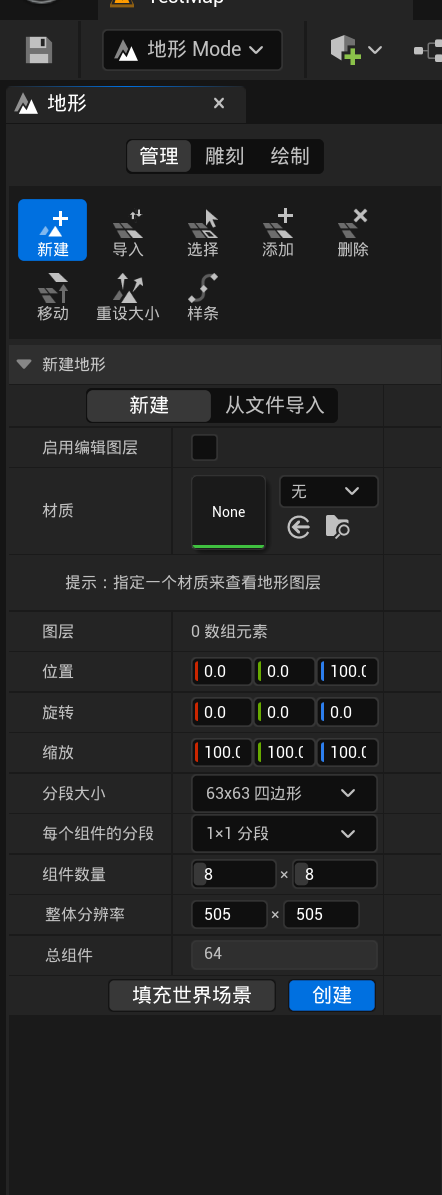 TestMap
地形 Mode
地形
管理 雕刻 绘制
新建 导入 选择 添加 删除
移动 重设大小 样条
新建地形
新建 从文件导入
启用编辑图层
材质 None 无
提示：指定一个材质来查看地形图层
图层 0 数组元素
位置 0.0 0.0 100.0
旋转 0.0 0.0 0.0
缩放 100.0 100.0 100.0
分段大小 63x63 四边形
每个组件的分段 1×1 分段
组件数量 8 × 8
整体分辨率 505 × 505
总组件 64
填充世界场景 创建